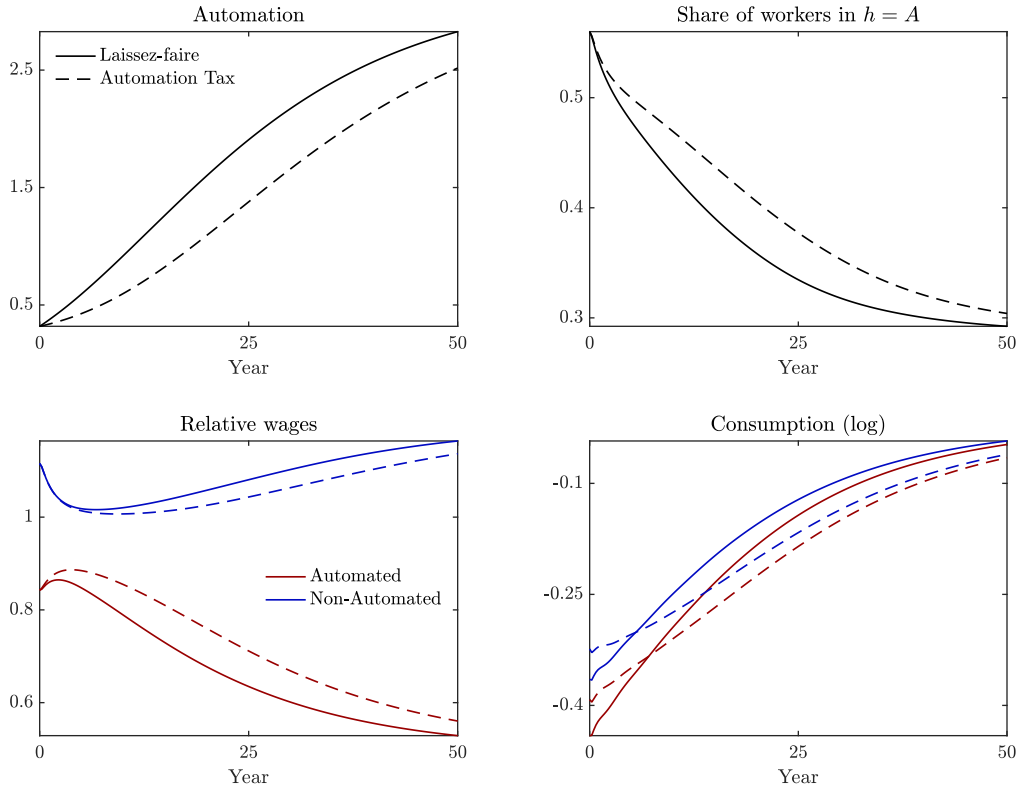 Automation
2.5
1.5
0.5
0
25
50
Year
Laissez-faire
Automation Tax
Share of workers in h = A
0.5
0.4
0.3
0
25
50
Year
Relative wages
1
0.8
0.6
0
25
50
Year
Automated
Non-Automated
Consumption (log)
-0.1
-0.25
-0.4
0
25
50
Year